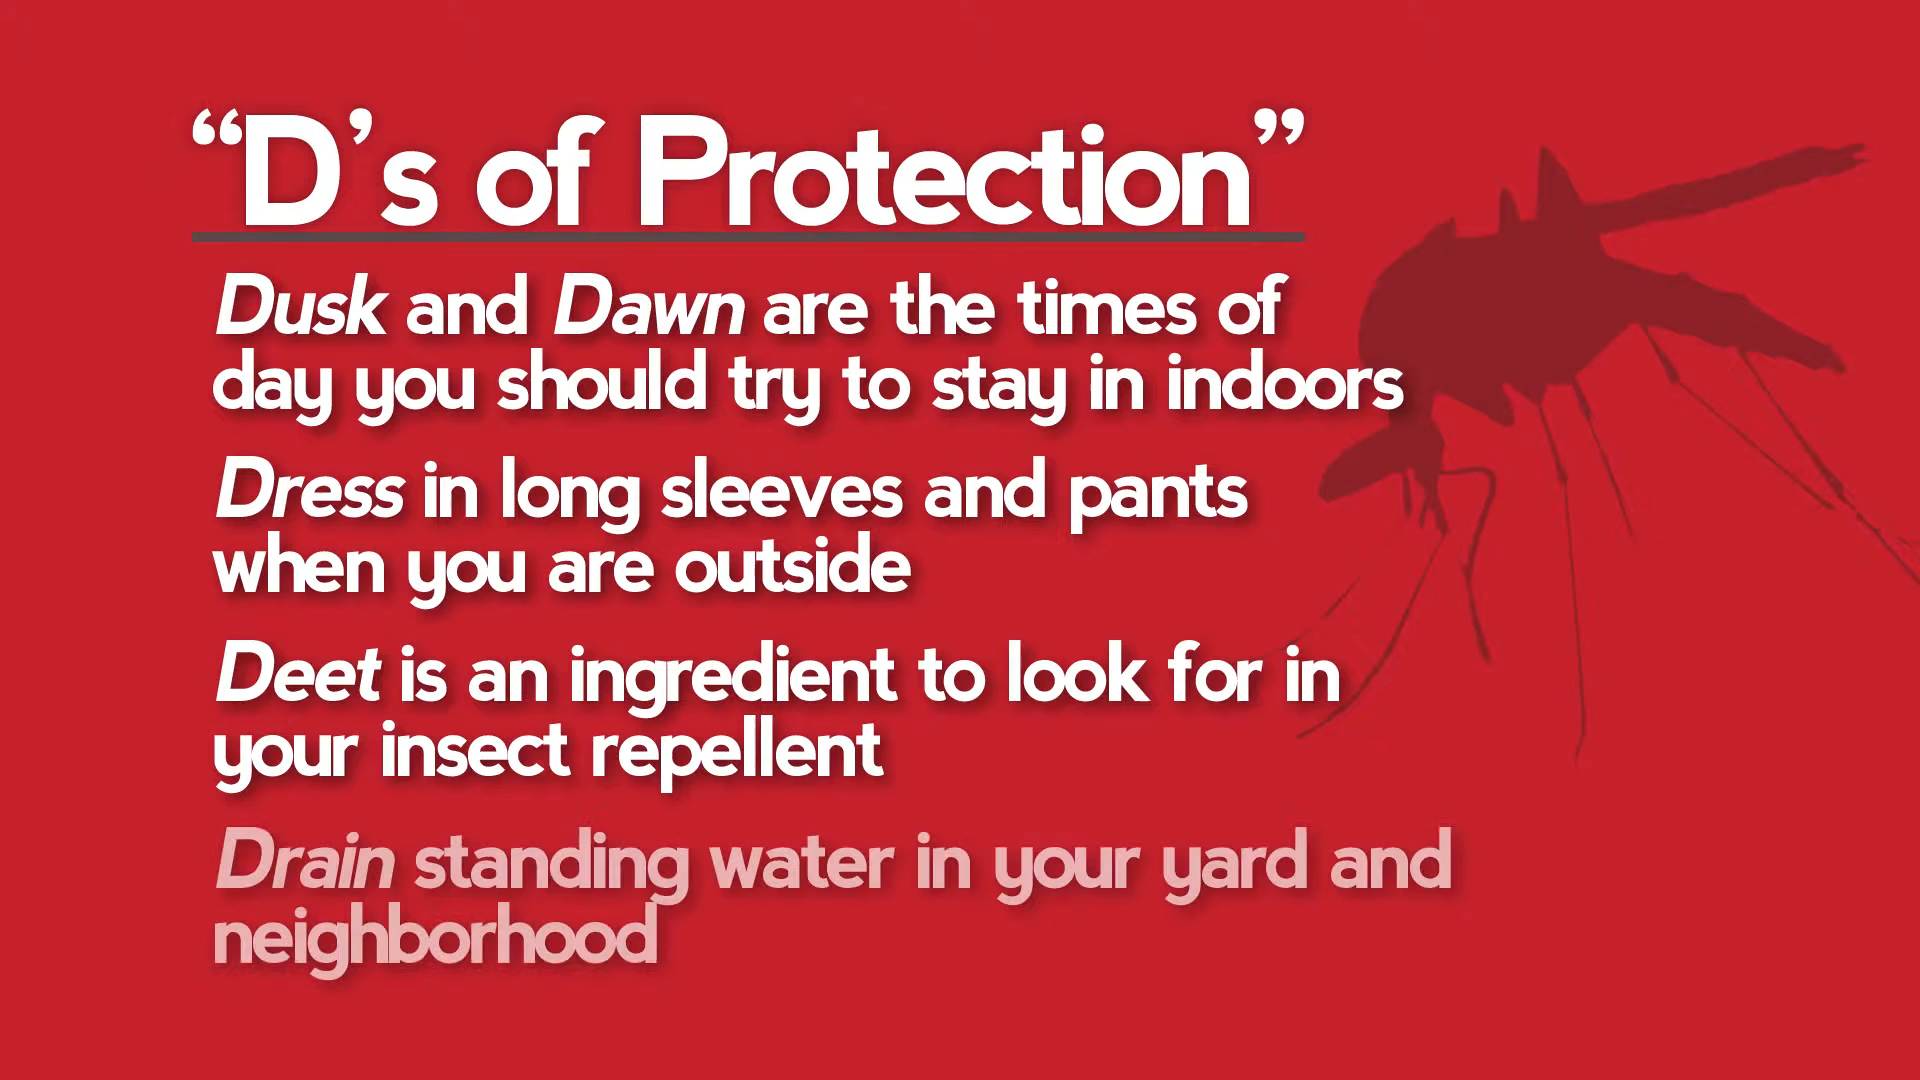 “D’s of Protection”
Dusk and Dawn are the times of
day you should try to stay in indoors
Dress in long sleeves and pants
when you are outside
Deet is an ingredient to look for in
your insect repellent
Drain standing water in your yard and
neighborhood